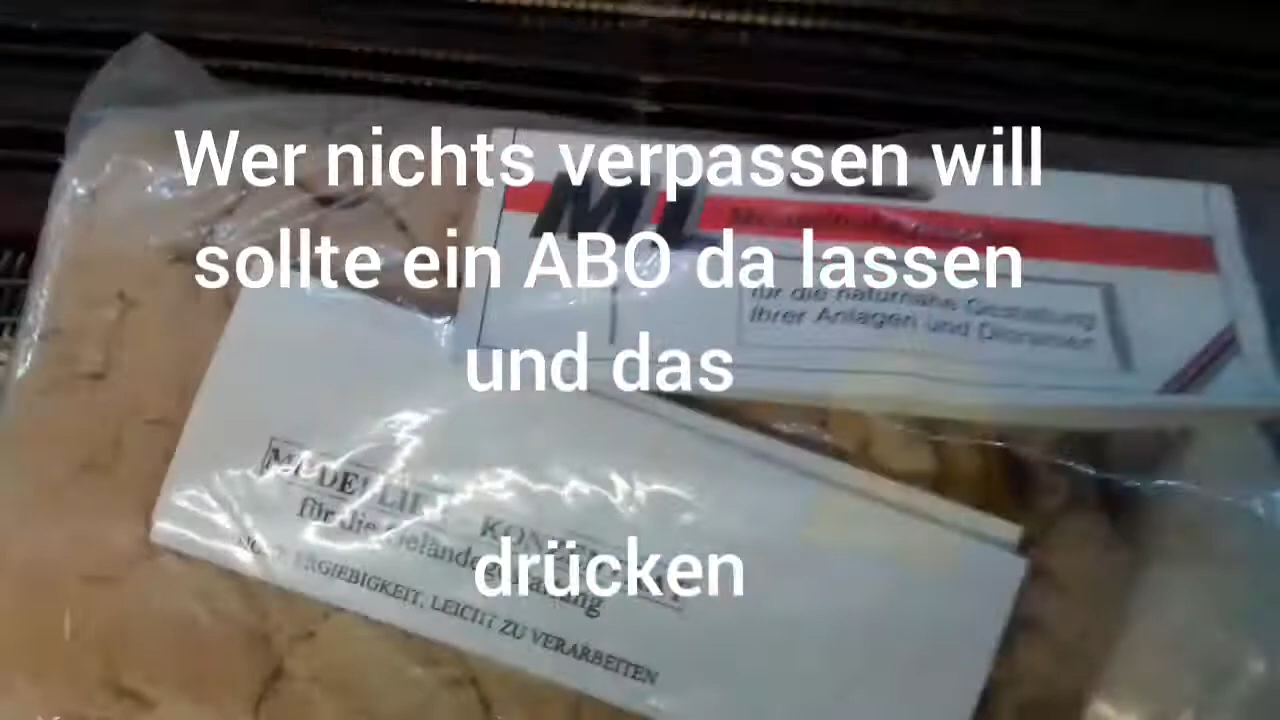 Wer nichts verpassen will
sollte ein ABO da lassen
und das
drücken
ML
für die naturnahe Gestaltung
Ihrer Anlagen und Dioramen
für die
ERGIEBIGKEIT, LEICHT ZU VERARBEITEN